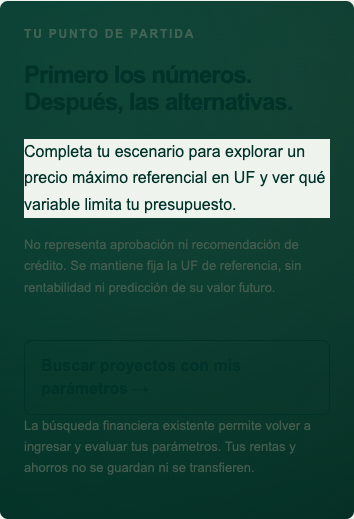 TU PUNTO DE PARTIDA
Primero los números.
Después, las alternativas.
Completa tu escenario para explorar un
precio máximo referencial en UF y ver qué
variable limita tu presupuesto.
No representa aprobación ni recomendación de
crédito. Se mantiene fija la UF de referencia, sin
rentabilidad ni predicción de su valor futuro.
Buscar proyectos con mis
parámetros →
La búsqueda financiera existente permite volver a
ingresar y evaluar tus parámetros. Tus rentas y
ahorros no se guardan ni se transfieren.